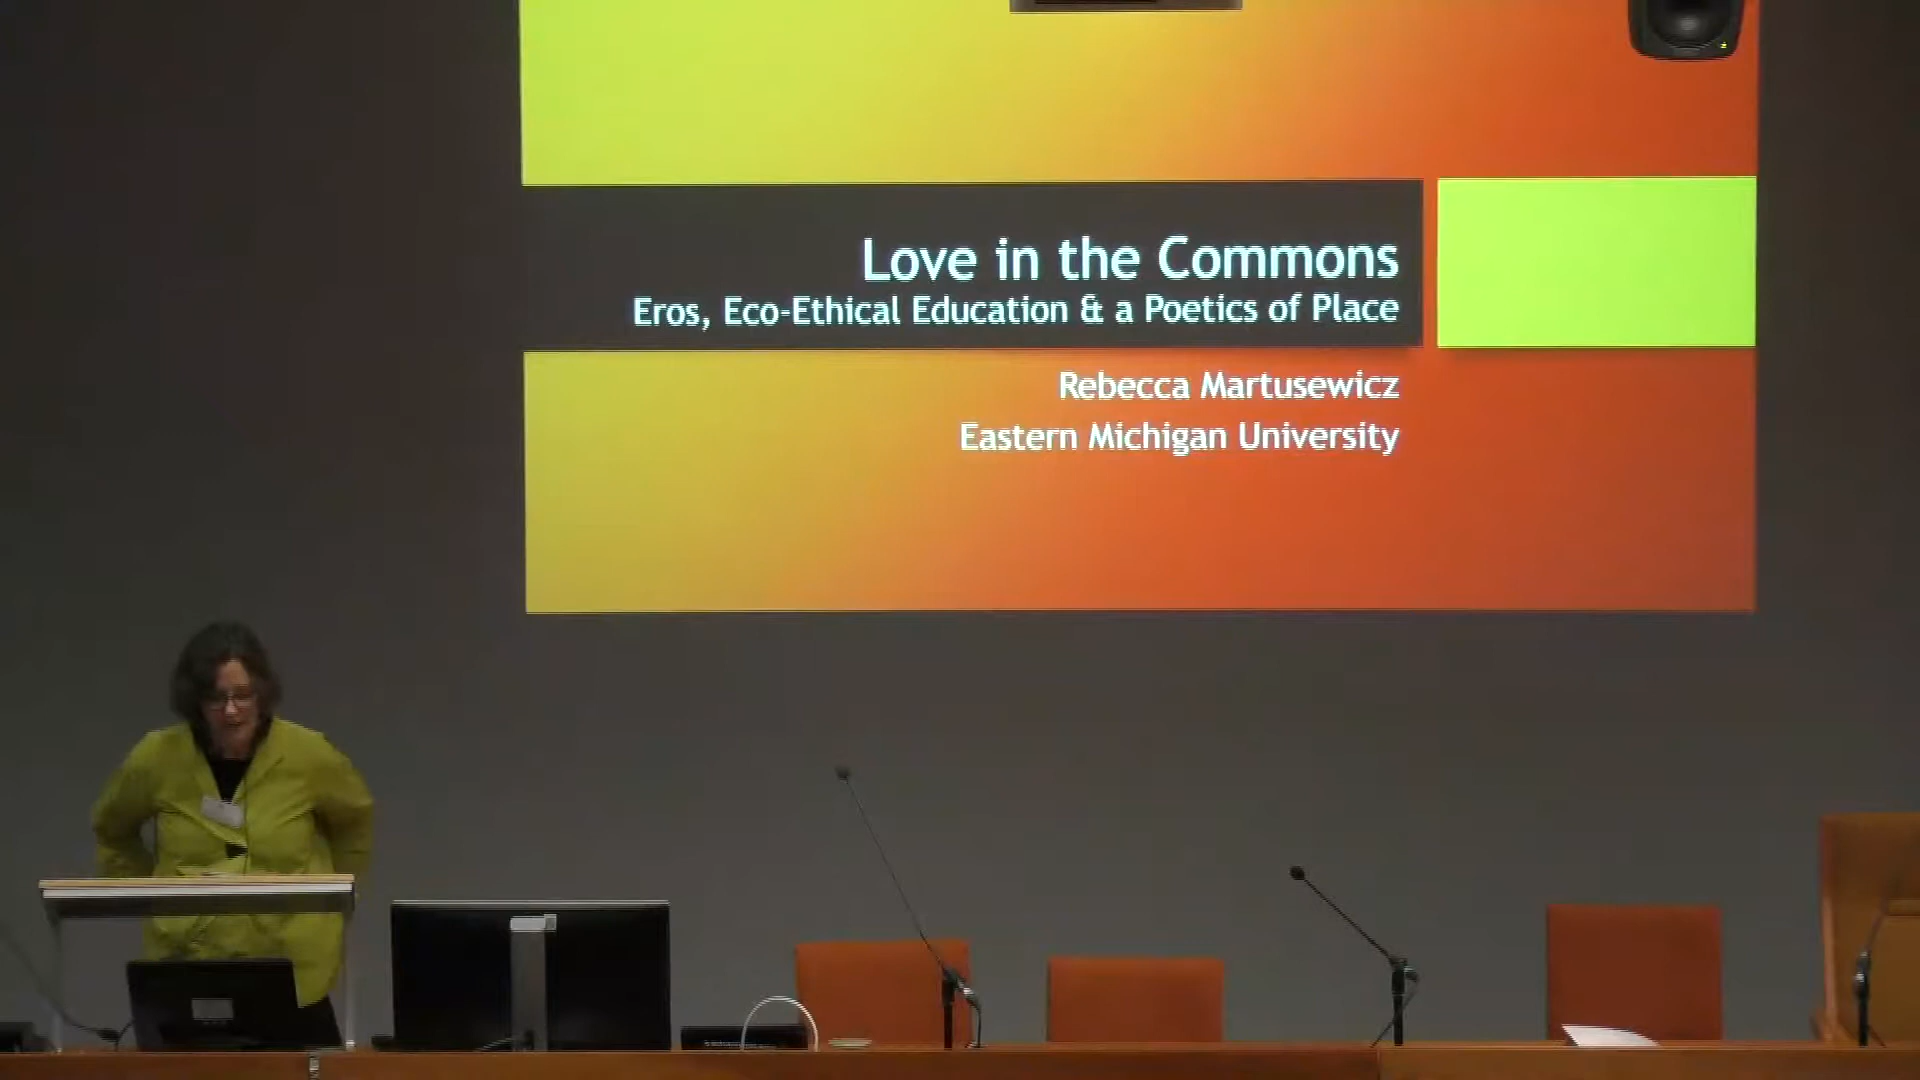 Love in the Commons
Eros, Eco-Ethical Education & a Poetics of Place
Rebecca Martusewicz
Eastern Michigan University